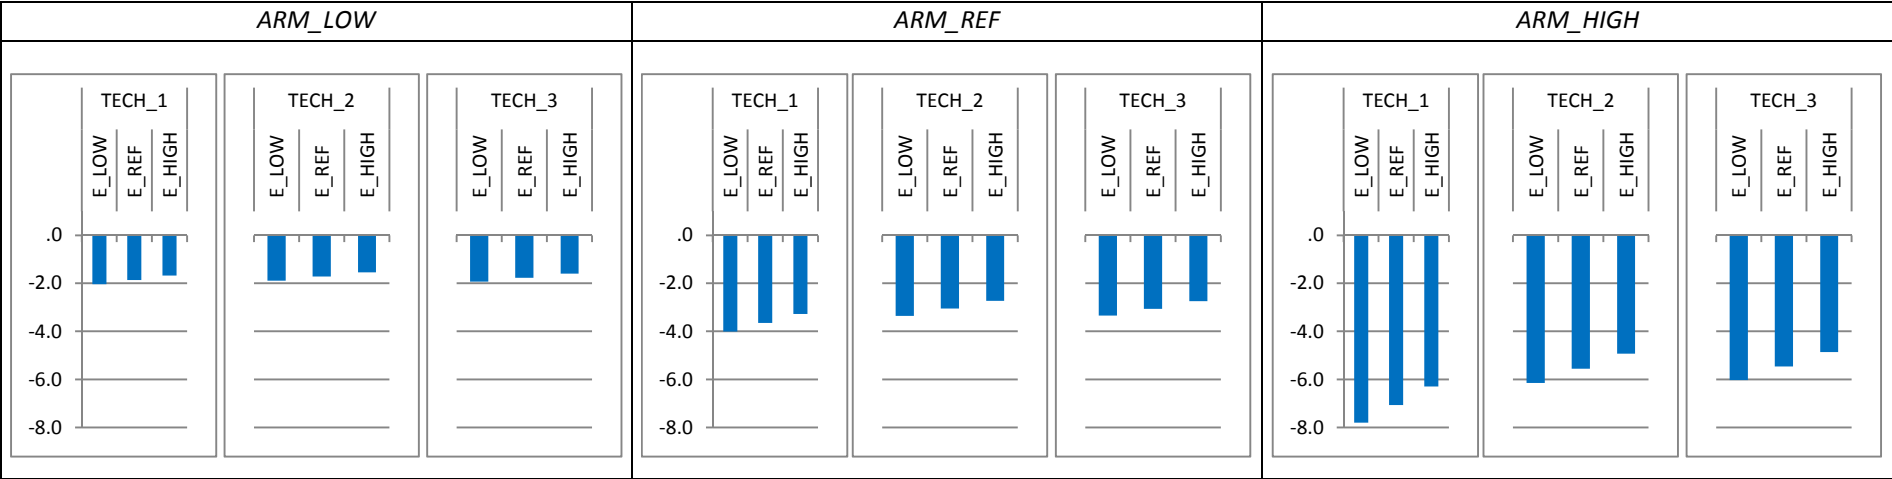 ARM_LOW ARM_REF ARM_HIGH
TECH_1 TECH_2 TECH_3 TECH_1 TECH_2 TECH_3 TECH_1 TECH_2 TECH_3
E_LOW E_REF E_HIGH E_LOW E_REF E_HIGH E_LOW E_REF E_HIGH E_LOW E_REF E_HIGH E_LOW E_REF E_HIGH E_LOW E_REF E_HIGH E_LOW E_REF E_HIGH E_LOW E_REF E_HIGH E_LOW E_REF E_HIGH
.0 .0 .0
-2.0 -2.0 -2.0
-4.0 -4.0 -4.0
-6.0 -6.0 -6.0
-8.0 -8.0 -8.0